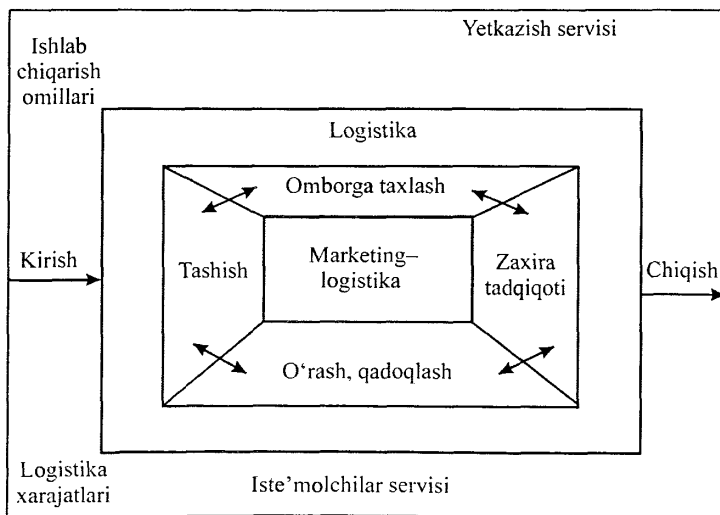 Yetkazish servisi
Ishlab
chiqarish
omillari
Logistika
Omborga taxlash
Kirish
Tashish
Marketing–
logistika
Zaxira
tadqiqoti
Chiqish
O‘rash, qadoqlash
Logistika
xarajatlari
Iste’molchilar servisi